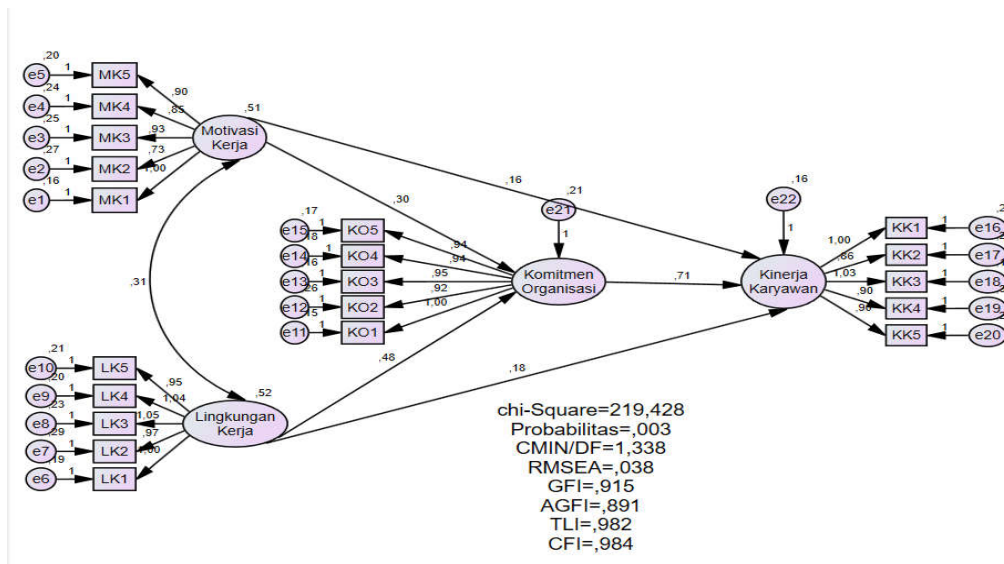 ,20
e5 1 MK5
,24
e4 1 MK4
,25
e3 1 MK3
,27
e2 1 MK2
,16
e1 1 MK1
,90
,85
,93
,73
1,00
,51
Motivasi
Kerja
,16
,30
,31
,17
e15 1 KO5
,18
e14 1 KO4
,16
e13 1 KO3
,26
e12 1 KO2
,15
e11 1 KO1
,94
,94
,95
,92
1,00
,21
e21
1
Komitmen
Organisasi
,71
,16
e22
1
Kinerja
Karyawan
1,00
,86
1,03
,90
KK1 1 e16
KK2 1 e17
KK3 1 e18
KK4 1 e19
KK5 1 e20
,48
,18
,21
e10 1 LK5
,20
e9 1 LK4
,23
e8 1 LK3
,29
e7 1 LK2
,19
e6 1 LK1
,95
1,04
1,05
,97
1,00
,52
Lingkungan
Kerja
chi-Square=219,428
Probabilitas=,003
CMIN/DF=1,338
RMSEA=,038
GFI=,915
AGFI=,891
TLI=,982
CFI=,984